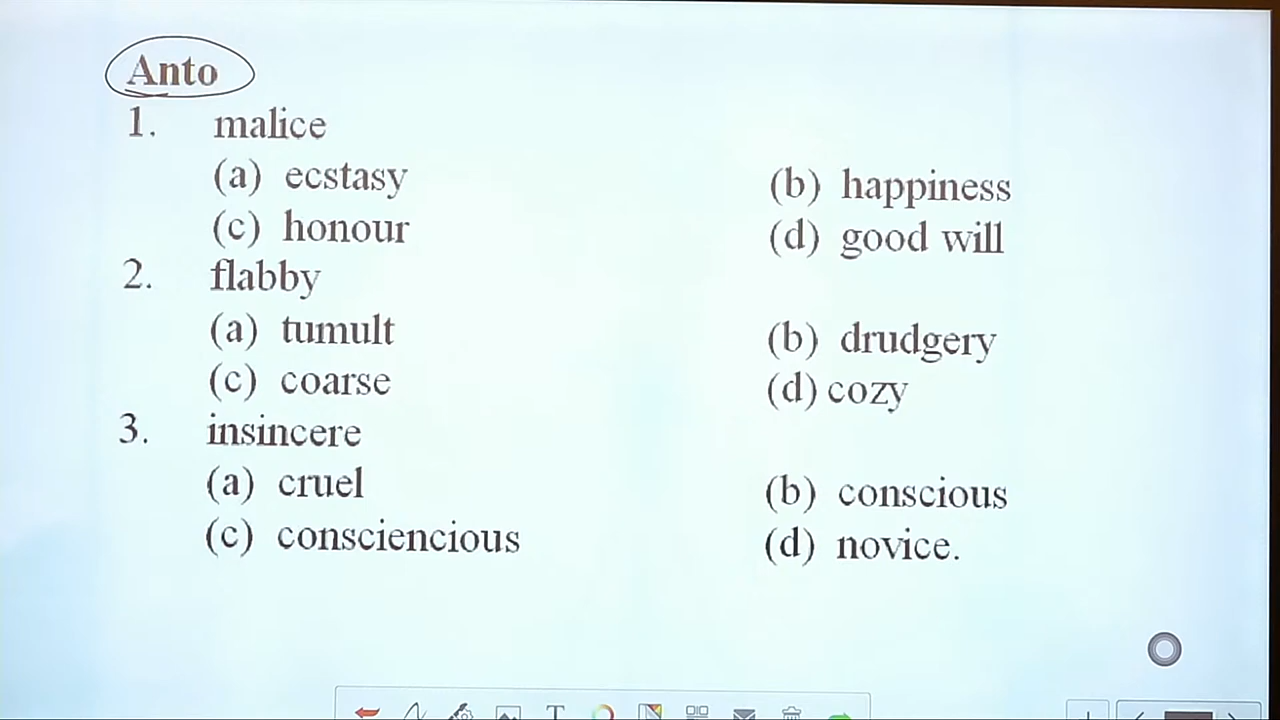 Anto
1. malice
(a) ecstasy (b) happiness
(c) honour (d) good will
2. flabby
(a) tumult (b) drudgery
(c) coarse (d) cozy
3. insincere
(a) cruel (b) conscious
(c) consciencious (d) novice.